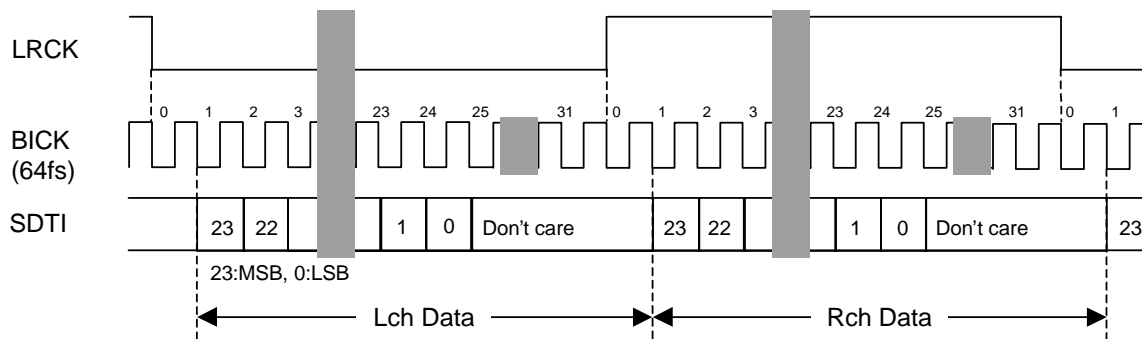 LRCK
0 1 2 3 23 24 25 31 0 1 2 3 23 24 25 31 0 1
BICK
(64fs)
SDTI 23 22 1 0 Don't care 23 22 1 0 Don't care 23
23:MSB, 0:LSB
Lch Data Rch Data